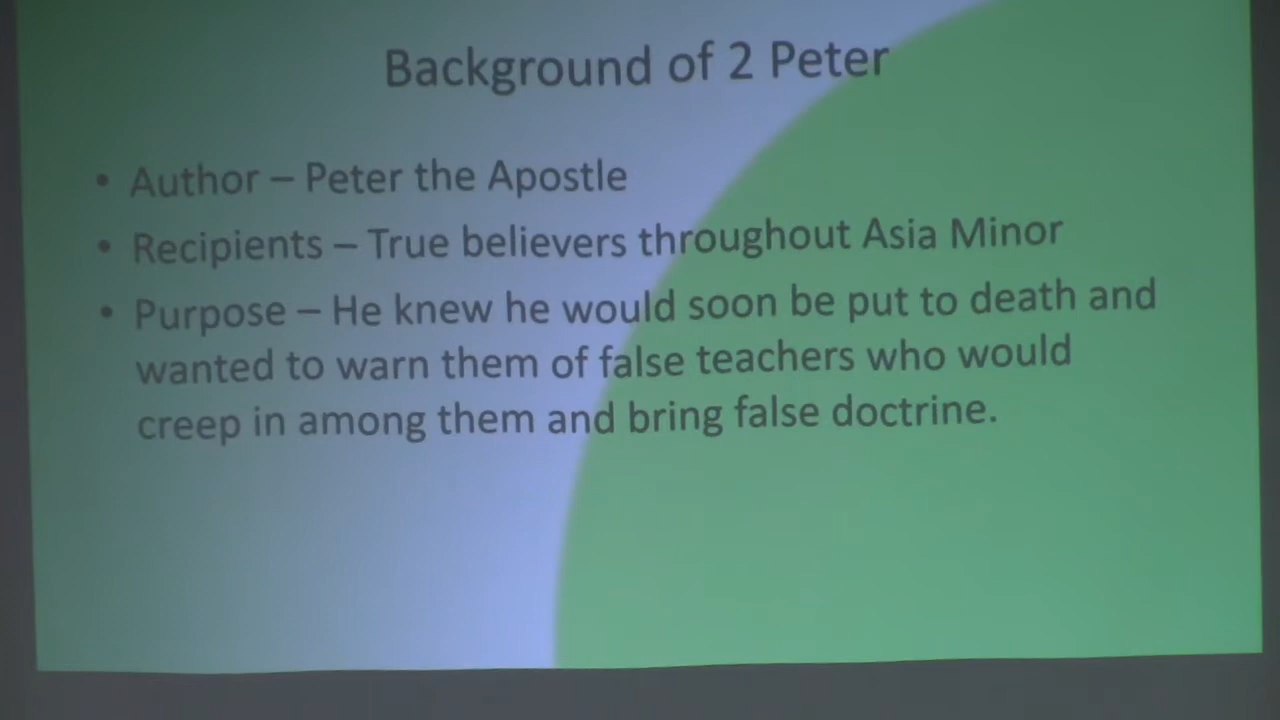 Background of 2 Peter
• Author – Peter the Apostle
• Recipients – True believers throughout Asia Minor
• Purpose – He knew he would soon be put to death and
wanted to warn them of false teachers who would
creep in among them and bring false doctrine.